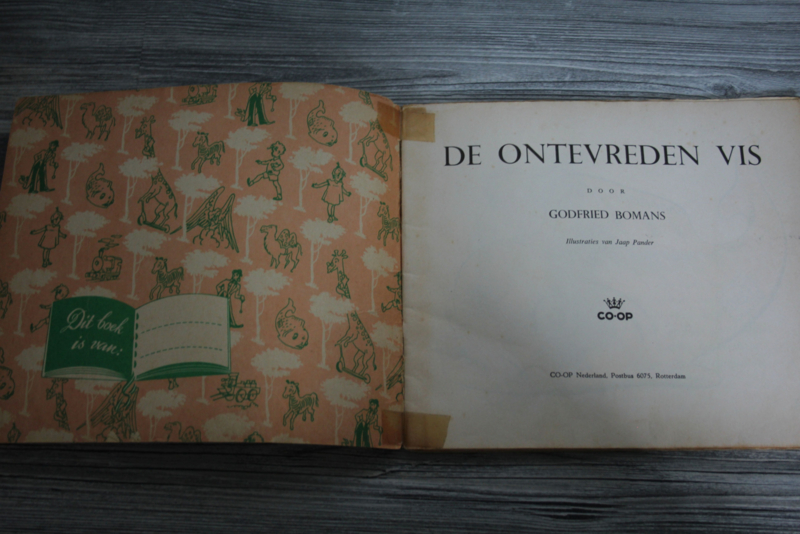 Dit boek
is van:
DE ONTEVREDEN VIS
DOOR
GODFRIED BOMANS
Illustraties van Jaap Pander
CO-OP
CO-OP Nederland, Postbus 6075, Rotterdam